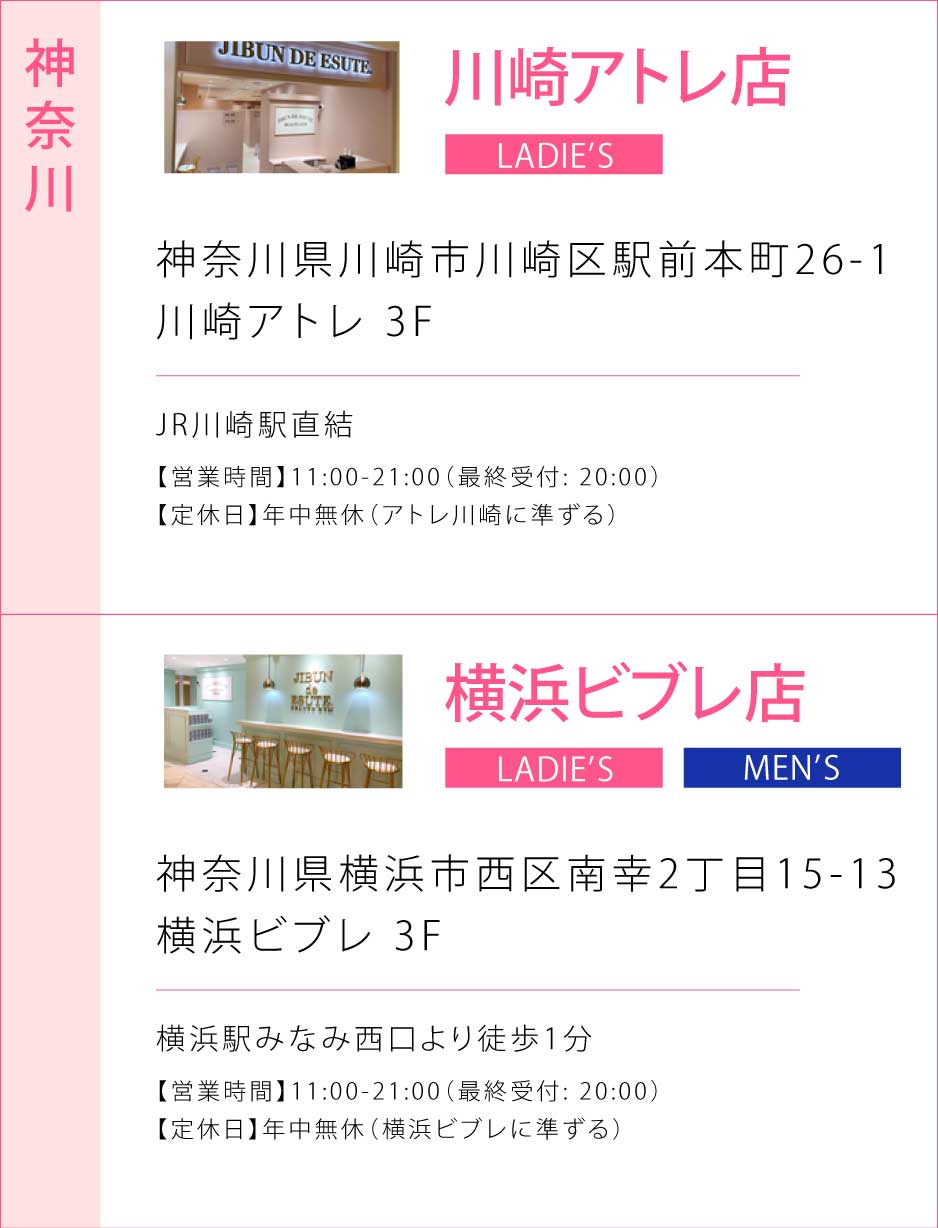 神奈川
JIBUN DE ESUTE.
川崎アトレ店
LADIE’S
神奈川県川崎市川崎区駅前本町26-1
川崎アトレ 3F
JR川崎駅直結
【営業時間】11:00-21:00（最終受付: 20:00）
【定休日】年中無休（アトレ川崎に準ずる）
JIBUN
de
ESUTE.
横浜ビブレ店
LADIE’S
MEN’S
神奈川県横浜市西区南幸2丁目15-13
横浜ビブレ 3F
横浜駅みなみ西口より徒歩1分
【営業時間】11:00-21:00（最終受付: 20:00）
【定休日】年中無休（横浜ビブレに準ずる）